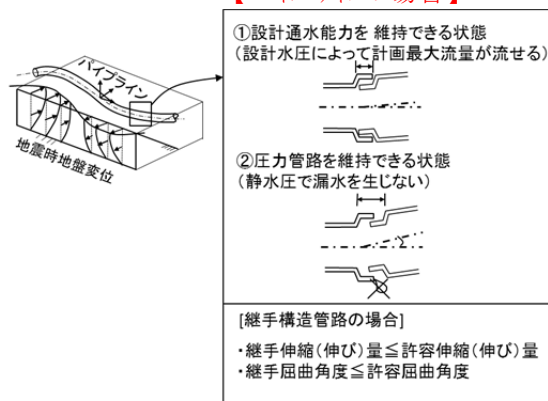 パイプライン
地震時地盤変位
①設計通水能力を 維持できる状態
(設計水圧によって計画最大流量が流せる)
②圧力管路を維持できる状態
(静水圧で漏水を生じない)
[継手構造管路の場合]
・継手伸縮(伸び)量≦許容伸縮(伸び)量
・継手屈曲角度≦許容屈曲角度